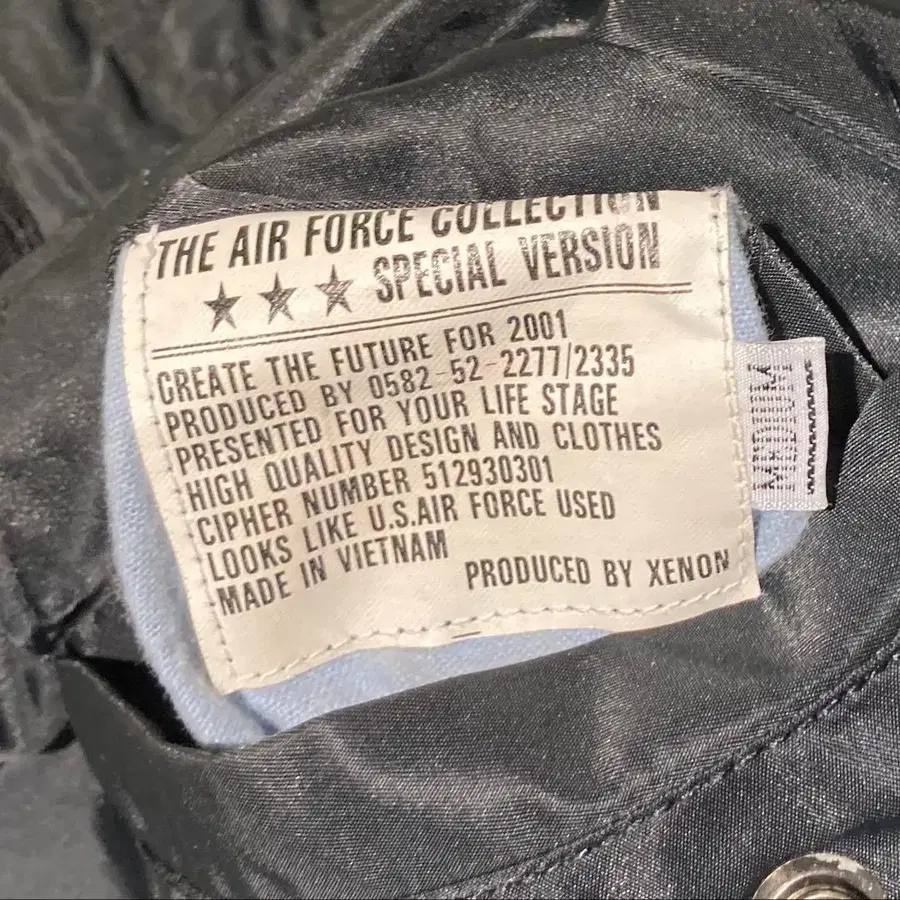 THE AIR FORCE COLLECTION
★★★ SPECIAL VERSION
CREATE THE FUTURE FOR 2001
PRODUCED BY 0582-52-2277/2335
PRESENTED FOR YOUR LIFE STAGE
HIGH QUALITY DESIGN AND CLOTHES
CIPHER NUMBER 512930301
LOOKS LIKE U.S.AIR FORCE USED
MADE IN VIETNAM
PRODUCED BY XENON
MEDIUM